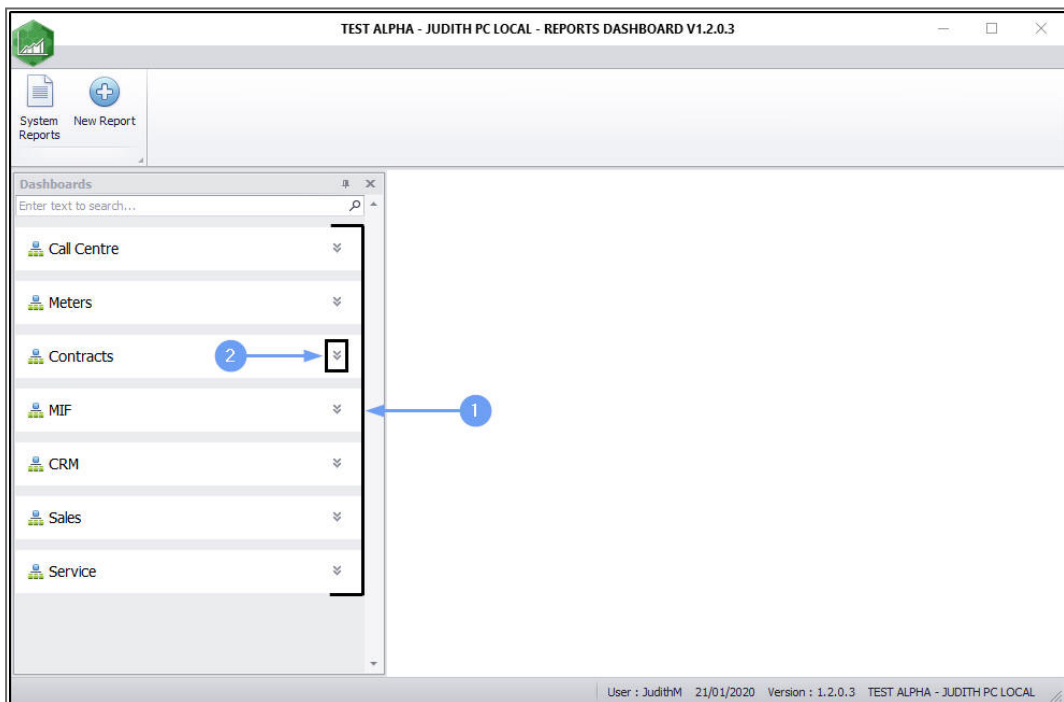 TEST ALPHA - JUDITH PC LOCAL - REPORTS DASHBOARD V1.2.0.3
System Reports
New Report
Dashboards
Enter text to search...
Call Centre
Meters
Contracts
2
MIF
1
CRM
Sales
Service
User : JudithM 21/01/2020 Version : 1.2.0.3 TEST ALPHA - JUDITH PC LOCAL